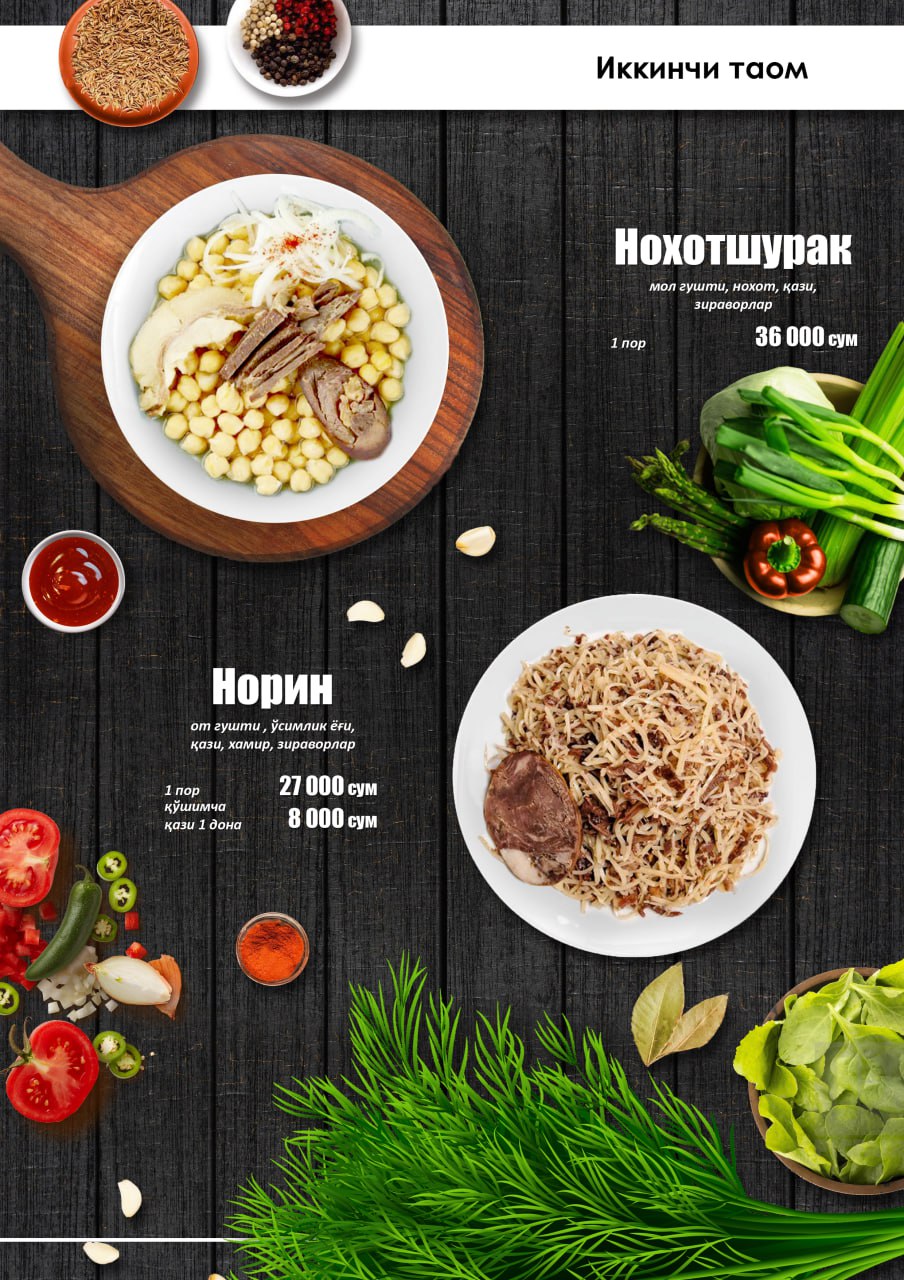 Иккинчи таом
Нохотшурак
мол гушти, нохот, қази,
зираворлар
1 пор 36 000 сум
Норин
от гушти , ўсимлик ёғи,
қази, хамир, зираворлар
1 пор 27 000 сум
қўшимча
қази 1 дона 8 000 сум